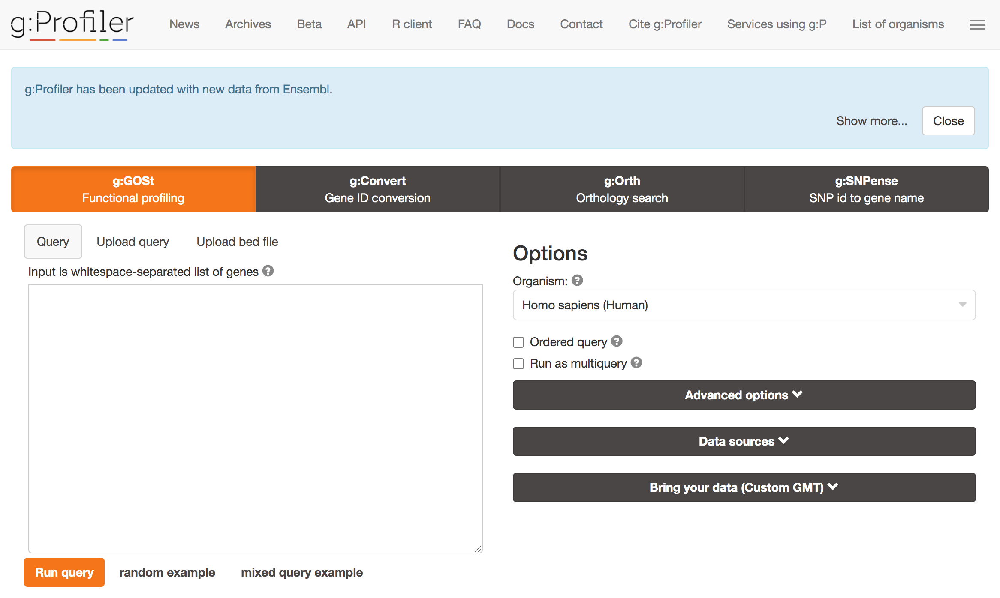 g:Profiler
News Archives Beta API R client FAQ Docs Contact Cite g:Profiler Services using g:P List of organisms
g:Profiler has been updated with new data from Ensembl.
Show more... Close
g:GOSt
Functional profiling
g:Convert
Gene ID conversion
g:Orth
Orthology search
g:SNPense
SNP id to gene name
Query Upload query Upload bed file
Input is whitespace-separated list of genes ?
Options
Organism: ?
Homo sapiens (Human)
Ordered query ?
Run as multiquery ?
Advanced options
Data sources
Bring your data (Custom GMT)
Run query random example mixed query example